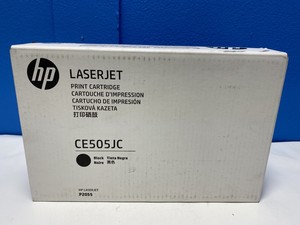 hp
LASERJET
PRINT CARTRIDGE
CARTOUCHE D'IMPRESSION
CARTUCHO DE IMPRESIÓN
TISKOVÁ KAZETA
打印硒鼓
CE505JC
Black Tinta Negra
Noire 黑色
HP LASERJET
P2055